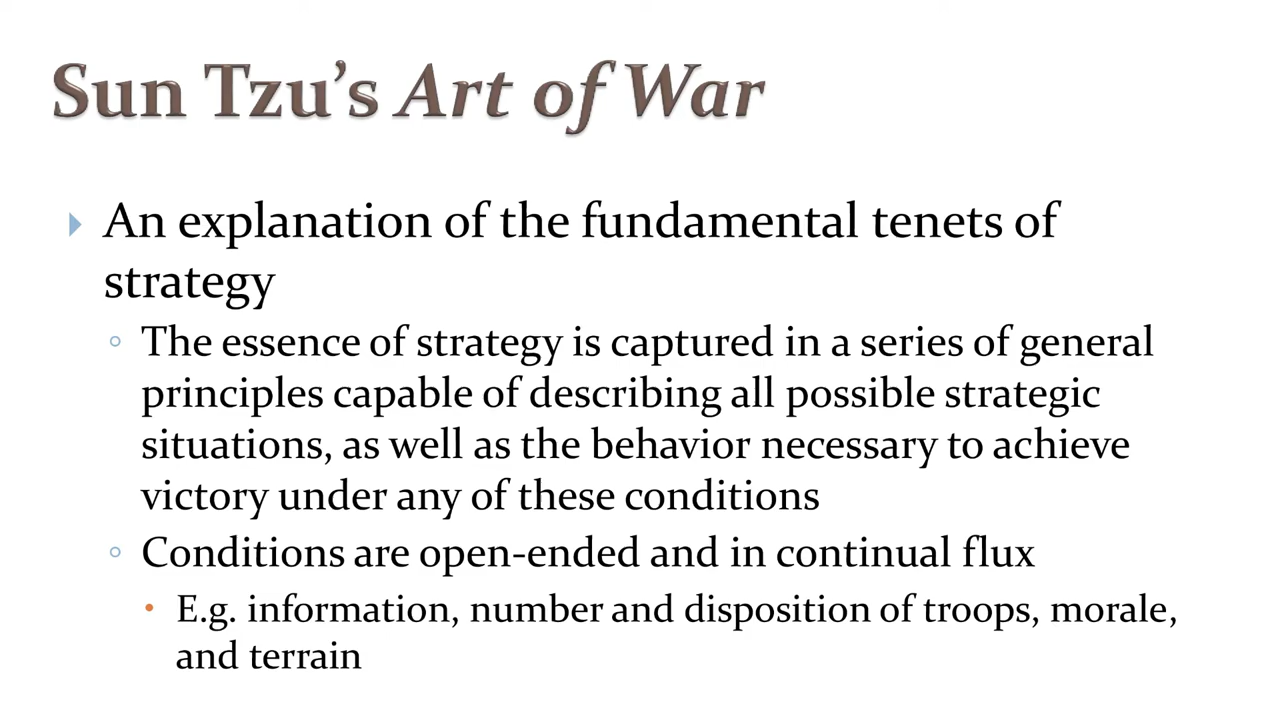 Sun Tzu’s Art of War
An explanation of the fundamental tenets of
strategy
The essence of strategy is captured in a series of general
principles capable of describing all possible strategic
situations, as well as the behavior necessary to achieve
victory under any of these conditions
Conditions are open-ended and in continual flux
E.g. information, number and disposition of troops, morale,
and terrain